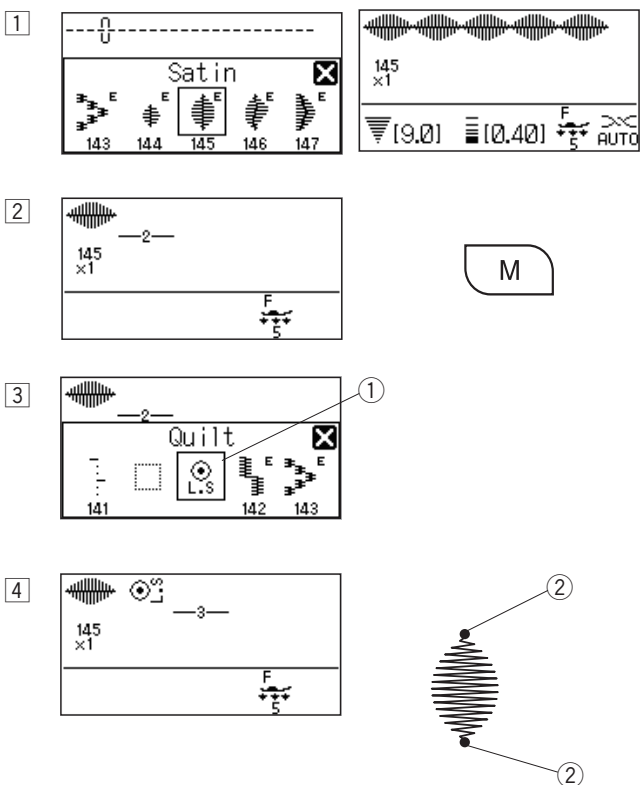 1
Satin X
E E E E E
143 144 145 146 147
145
×1
F
[9.0] [0.40] 5 AUTO
2
—2—
145
×1
F
5
M
3
—2—
Quilt X
①
L.S E E
141 142 143
4
L.S
—3—
145
×1
F
5
②
②